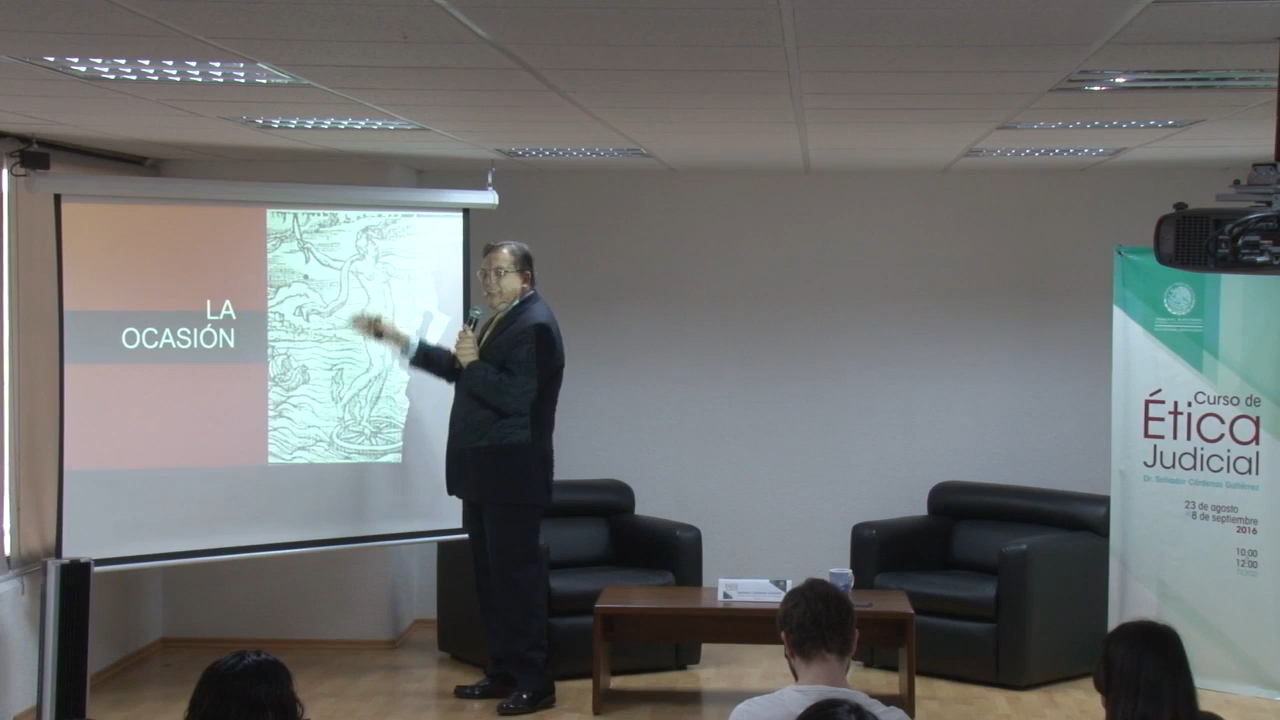 LA
OCASIÓN
Curso de
Ética
Judicial
Dr. Salvador Cárdenas Gutiérrez
23 de agosto
8 de septiembre
2016
10:00
12:00